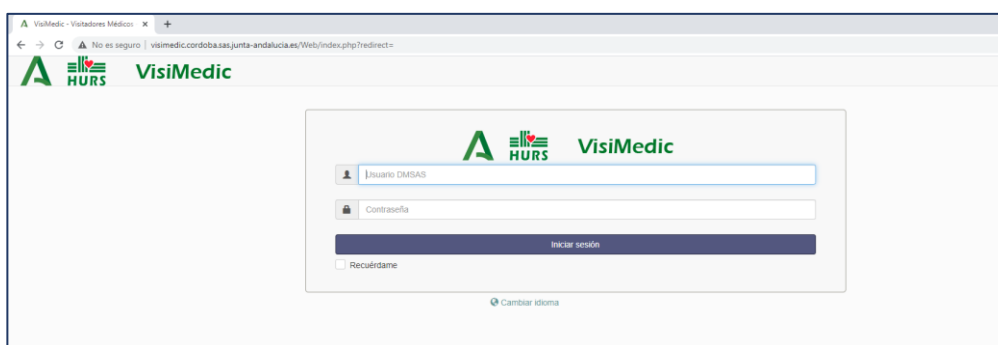 VisiMedic - Visitadores Médicos
No es seguro | visimedic.cordoba.sas.junta-andalucia.es/Web/index.php?redirect=
HURS VisiMedic
HURS VisiMedic
Usuario DMSAS
Contraseña
Iniciar sesión
Recuérdame
Cambiar idioma